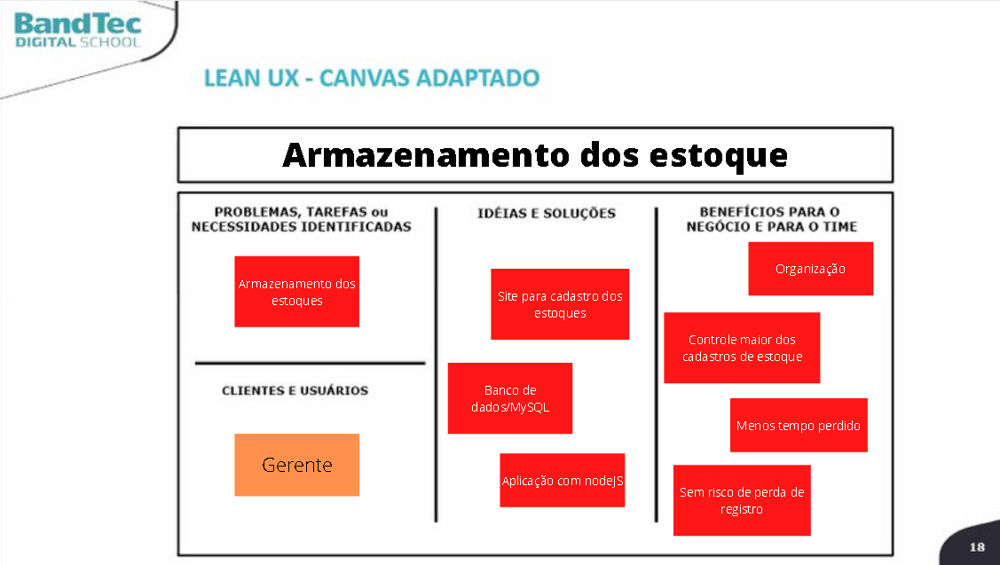 BandTec
DIGITAL SCHOOL
LEAN UX - CANVAS ADAPTADO
Armazenamento dos estoque
PROBLEMAS, TAREFAS ou
NECESSIDADES IDENTIFICADAS
Armazenamento dos
estoques
CLIENTES E USUÁRIOS
Gerente
IDÉIAS E SOLUÇÕES
Site para cadastro dos
estoques
Banco de
dados/MySQL
Aplicação com nodeJS
BENEFÍCIOS PARA O
NEGÓCIO E PARA O TIME
Organização
Controle maior dos
cadastros de estoque
Menos tempo perdido
Sem risco de perda de
registro
18